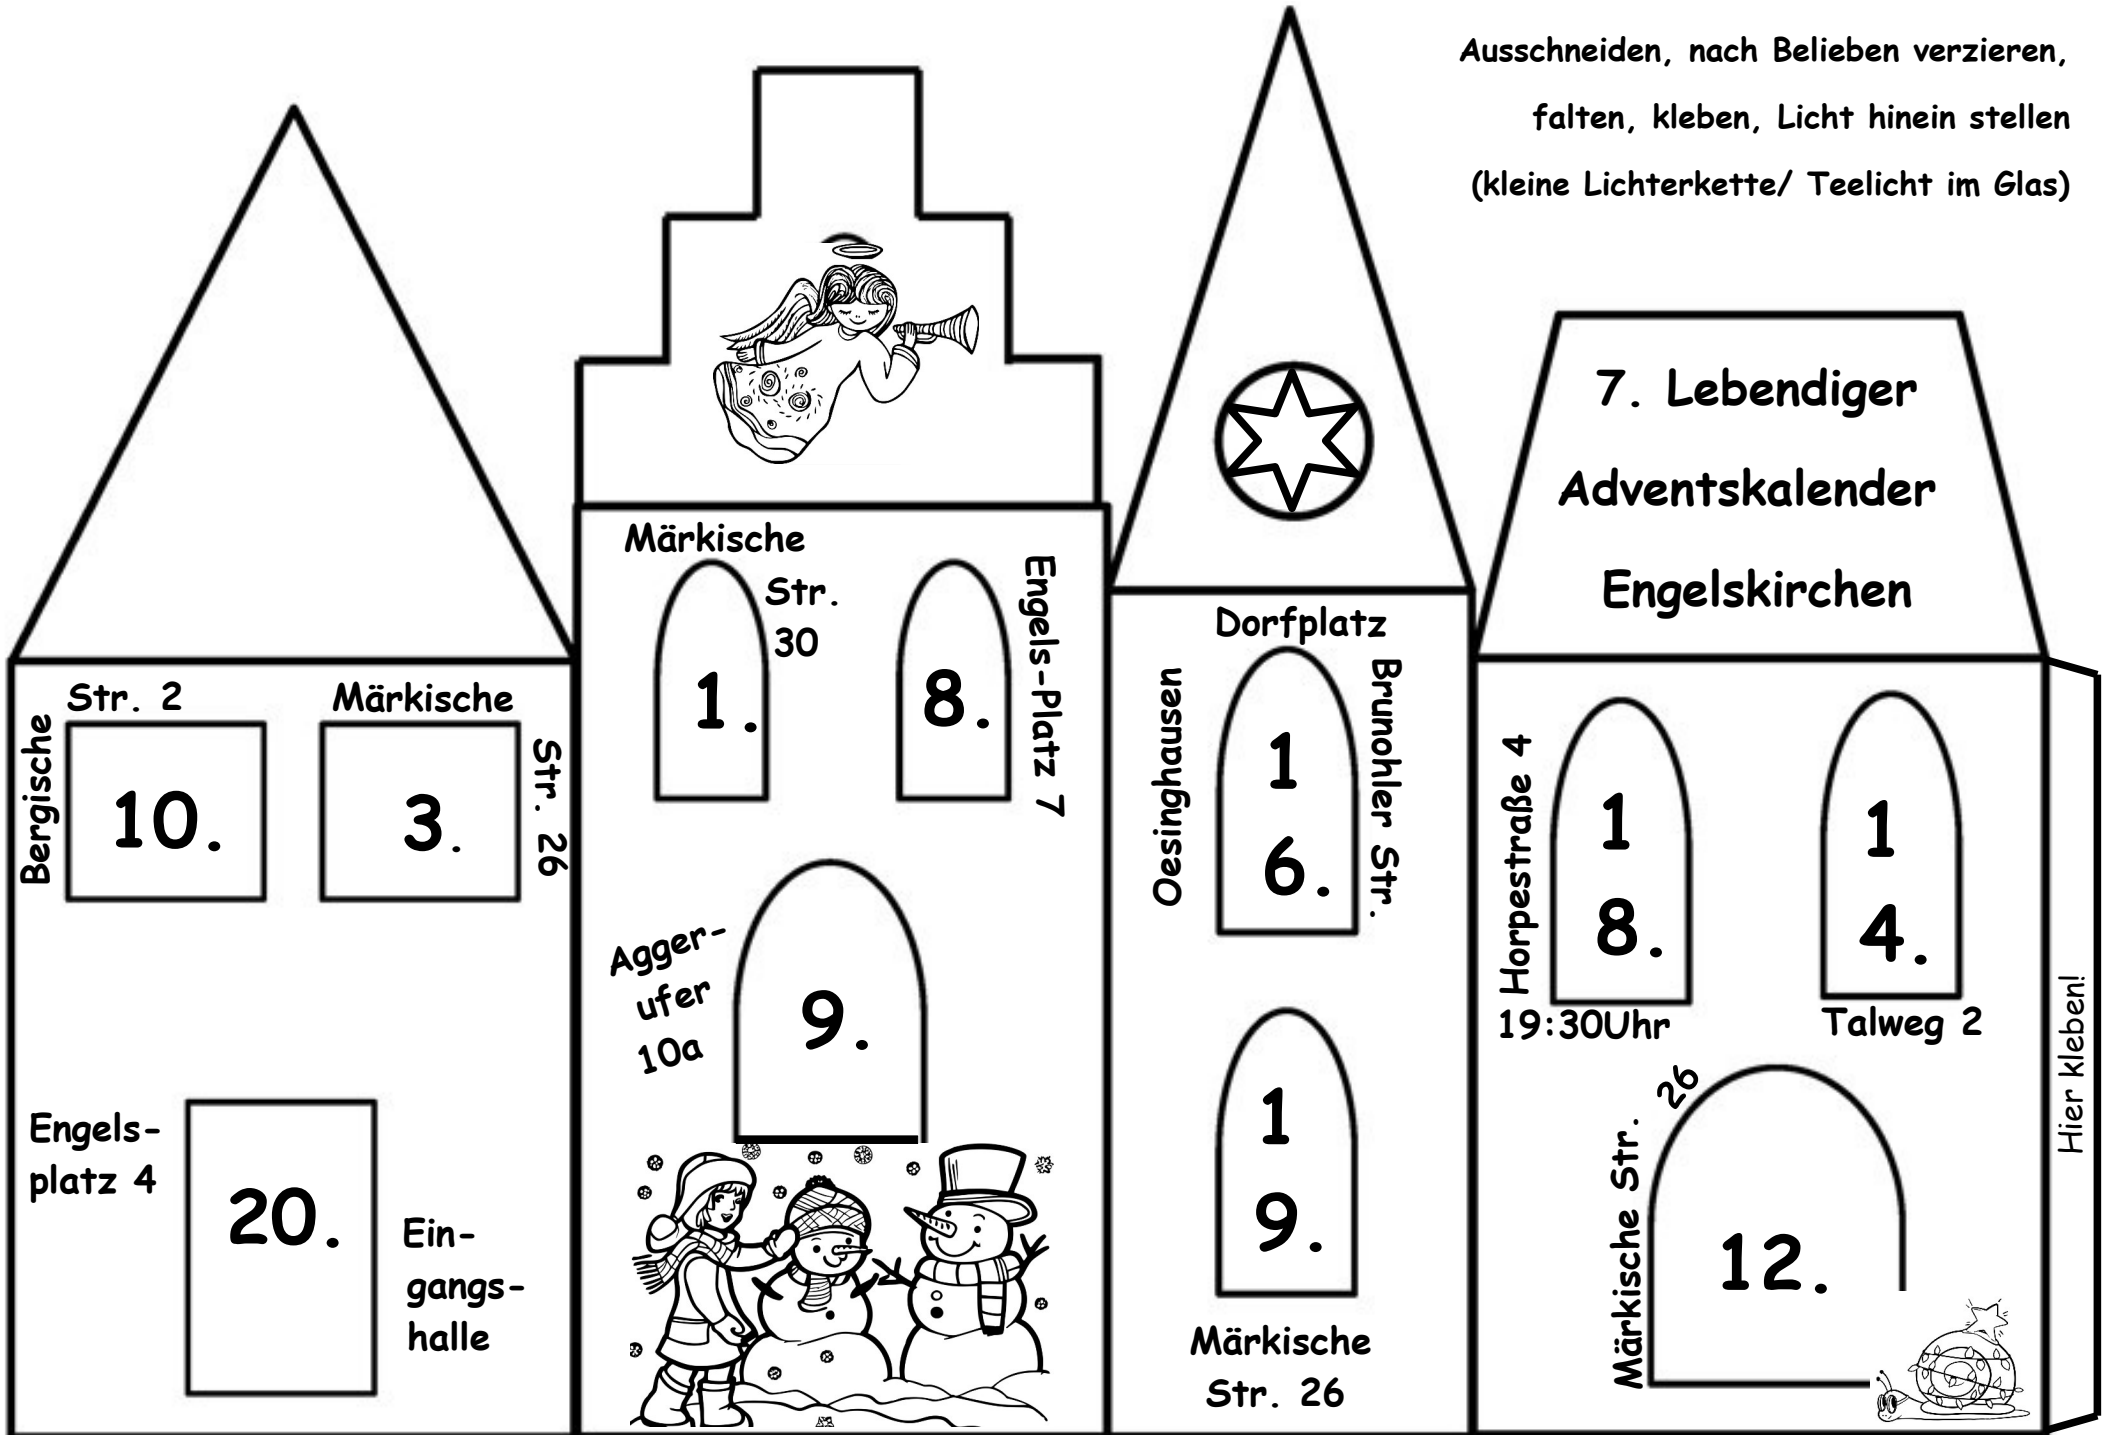 Ausschneiden, nach Belieben verzieren,
falten, kleben, Licht hinein stellen
(kleine Lichterkette/ Teelicht im Glas)
7. Lebendiger
Adventskalender
Engelskirchen
Bergische
Str. 2
10.
Märkische
Str. 26
3.
Engels-
platz 4
20.
Ein-
gangs-
halle
Märkische
Str.
30
1.
8.
Engels-Platz 7
Agger-
ufer
10a
9.
Dorfplatz
Oesinghausen
Brunohler Str.
1
6.
1
9.
Märkische
Str. 26
Horpestraße 4
1
8.
19:30Uhr
1
4.
Talweg 2
Märkische Str.
26
12.
Hier kleben!